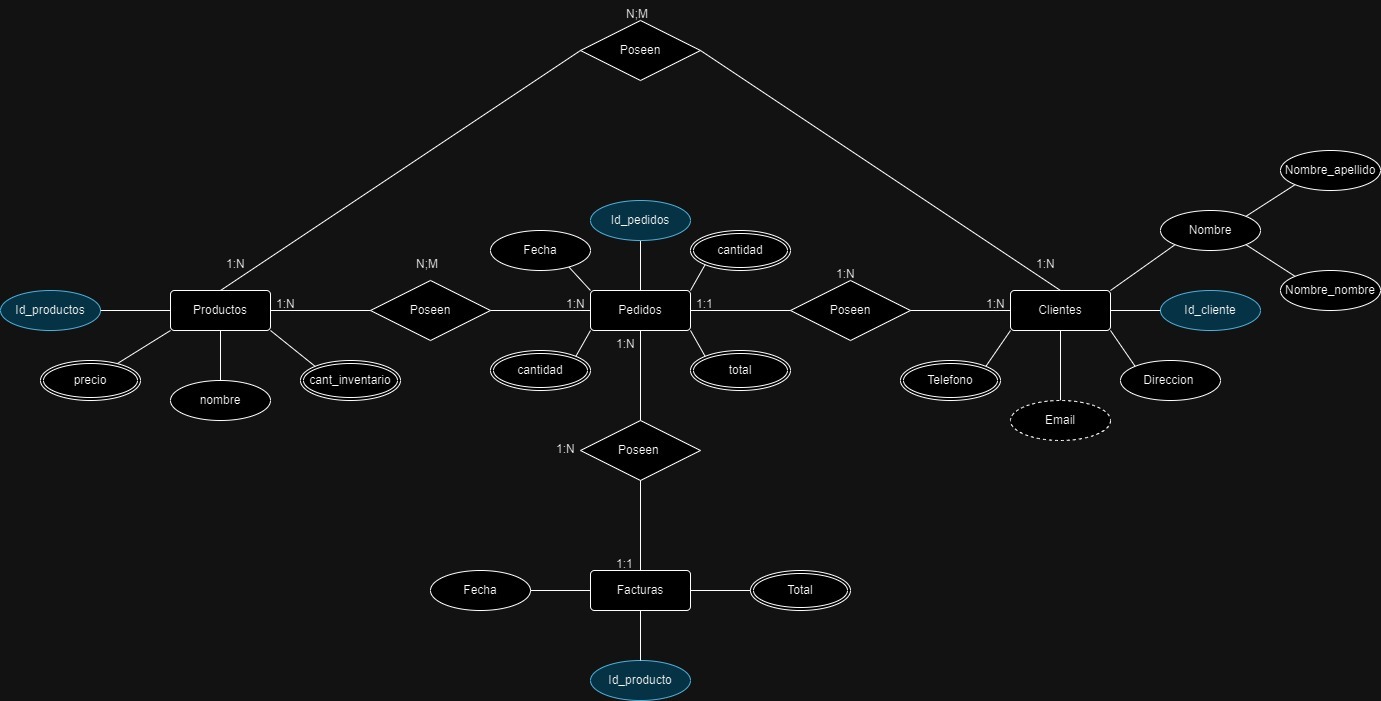 N;M
Poseen
Nombre_apellido
Id_pedidos
Nombre
Fecha
cantidad
1:N
N;M
1:N
1:N
Nombre_nombre
Id_productos
Productos
1:N
Poseen
1:N
Pedidos
1:1
Poseen
1:N
Clientes
Id_cliente
1:N
precio
cant_inventario
cantidad
total
Telefono
Direccion
nombre
Email
1:N
Poseen
1:1
Fecha
Facturas
Total
Id_producto